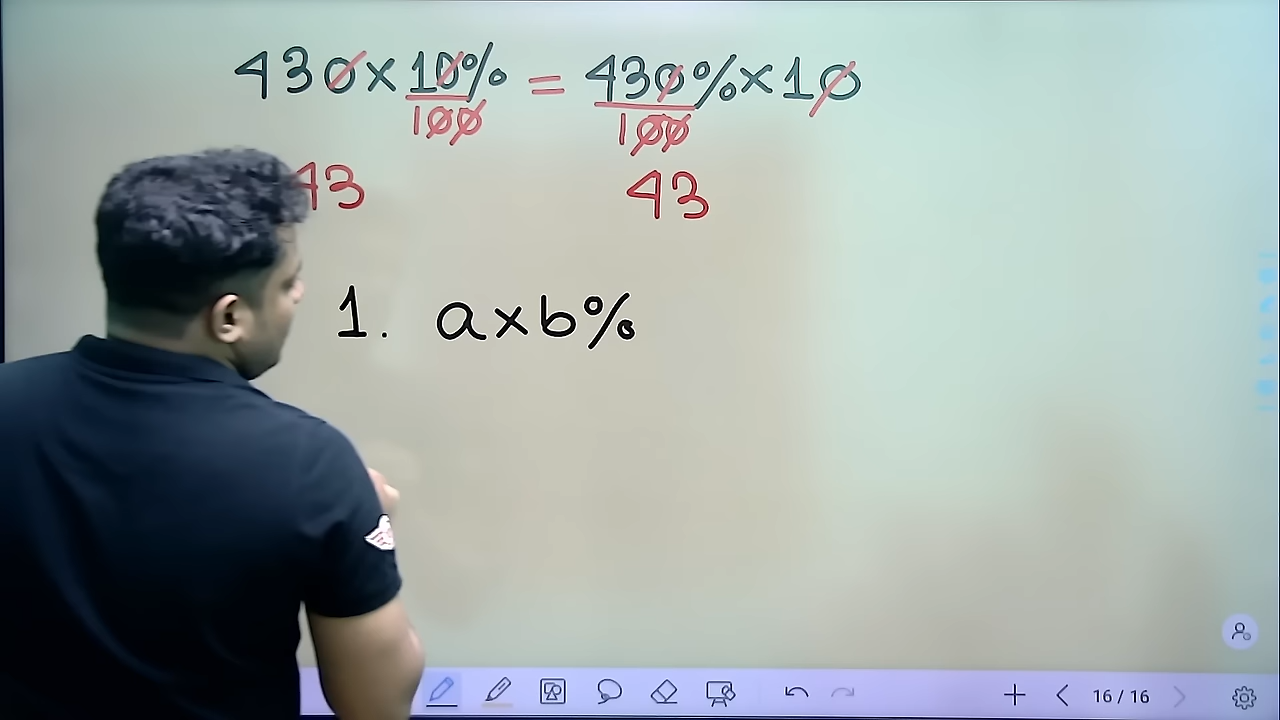 430 × 10% = 430% × 10
100 100
43 43
1. a×b%
16 / 16